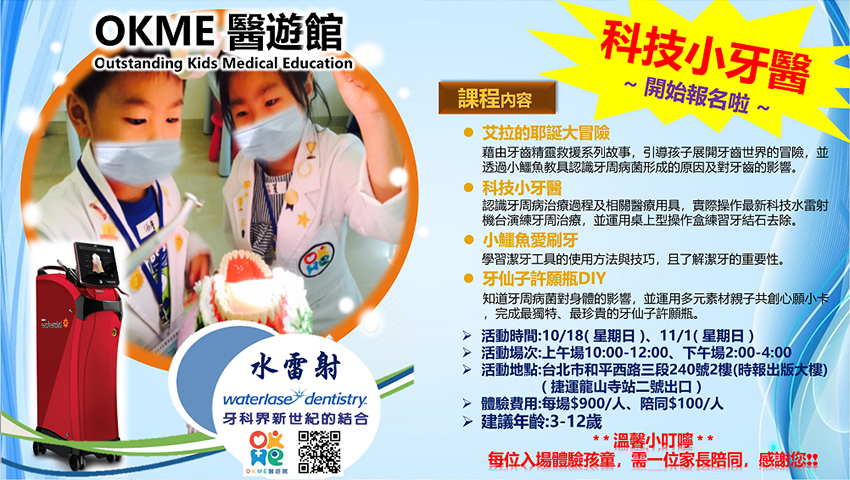 OKME 醫遊館
Outstanding Kids Medical Education
科技小牙醫
~ 開始報名啦 ~
課程內容
艾拉的耶誕大冒險
藉由牙齒精靈救援系列故事，引導孩子展開牙齒世界的冒險，並
透過小鱷魚教具認識牙周病菌形成的原因及對牙齒的影響。
科技小牙醫
認識牙周病治療過程及相關醫療用具，實際操作最新科技水雷射
機台演練牙周治療，並運用桌上型操作盒練習牙結石去除。
小鱷魚愛刷牙
學習潔牙工具的使用方法與技巧，且了解潔牙的重要性。
牙仙子許願瓶DIY
知道牙周病菌對身體的影響，並運用多元素材親子共創心願小卡
，完成最獨特、最珍貴的牙仙子許願瓶。
活動時間:10/18( 星期日 )、11/1( 星期日 )
活動場次:上午場10:00-12:00、下午場2:00-4:00
活動地點:台北市和平西路三段240號2樓(時報出版大樓)
( 捷運龍山寺站二號出口 )
體驗費用:每場$900/人、陪同$100/人
建議年齡:3-12歲
* * 溫馨小叮嚀 * *
每位入場體驗孩童，需一位家長陪同，感謝您!!
水雷射
waterlase dentistry.
牙科界新世紀的結合
OKME
OKME醫遊館